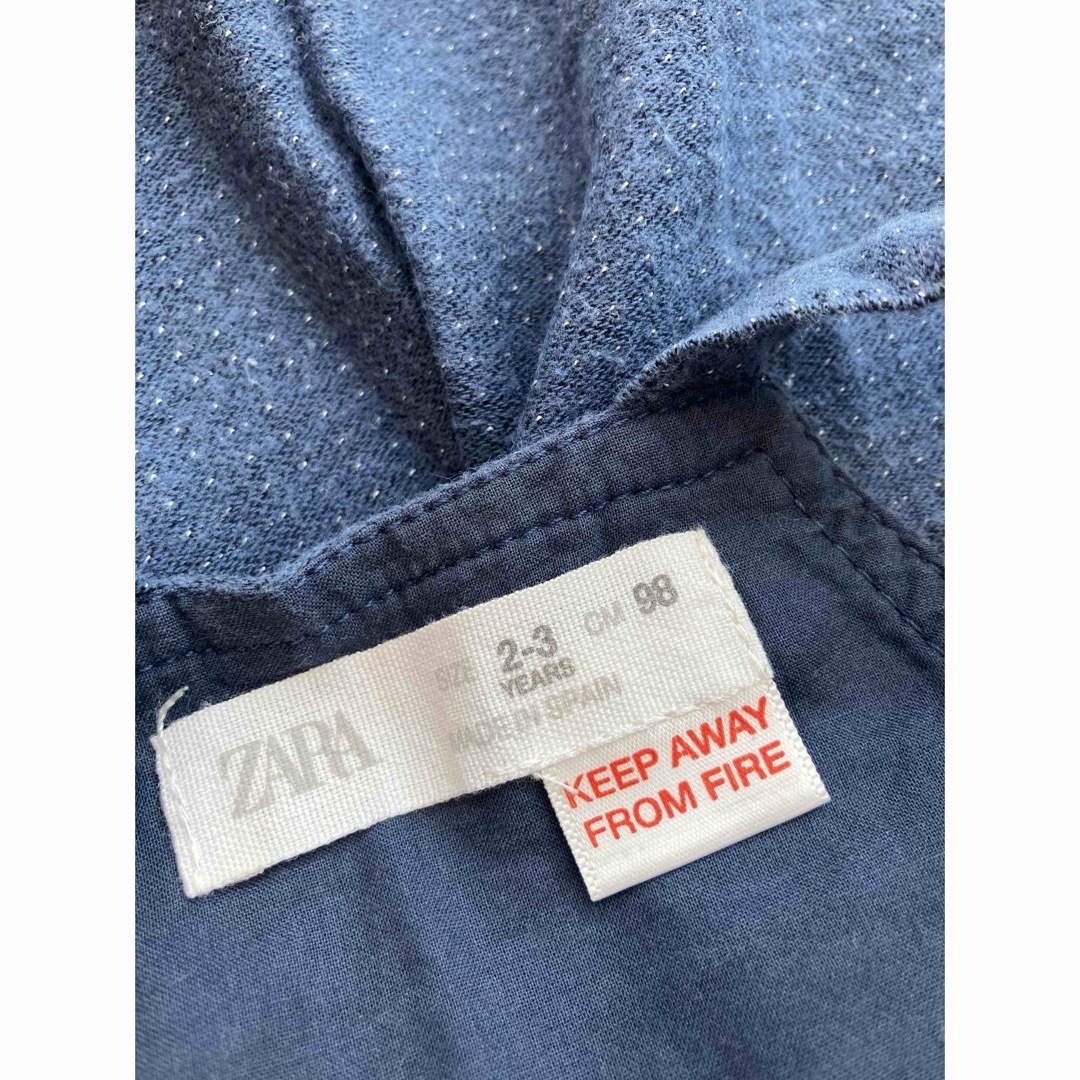 ZARA
SIZE 2-3 CM 98
YEARS
MADE IN SPAIN
KEEP AWAY
FROM FIRE